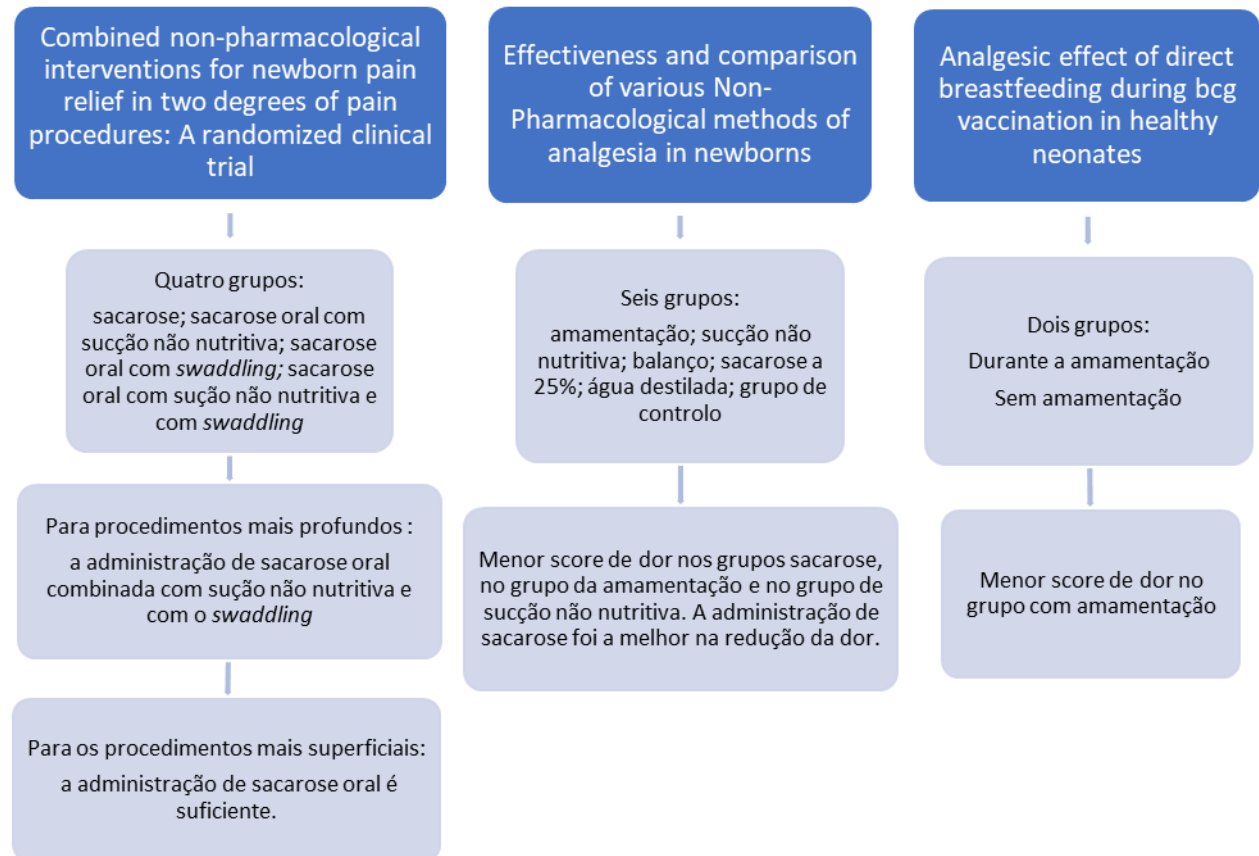 Combined non-pharmacological
interventions for newborn pain
relief in two degrees of pain
procedures: A randomized clinical
trial
Quatro grupos:
sacarose; sacarose oral com
sucção não nutritiva; sacarose
oral com swaddling; sacarose
oral com sução não nutritiva e
com swaddling
Para procedimentos mais profundos :
a administração de sacarose oral
combinada com sução não nutritiva e
com o swaddling
Para os procedimentos mais superficiais:
a administração de sacarose oral é
suficiente.
Effectiveness and comparison
of various Non-
Pharmacological methods of
analgesia in newborns
Seis grupos:
amamentação; sucção não
nutritiva; balanço; sacarose a
25%; água destilada; grupo de
controlo
Menor score de dor nos grupos sacarose,
no grupo da amamentação e no grupo de
sucção não nutritiva. A administração de
sacarose foi a melhor na redução da dor.
Analgesic effect of direct
breastfeeding during bcg
vaccination in healthy
neonates
Dois grupos:
Durante a amamentação
Sem amamentação
Menor score de dor no
grupo com amamentação